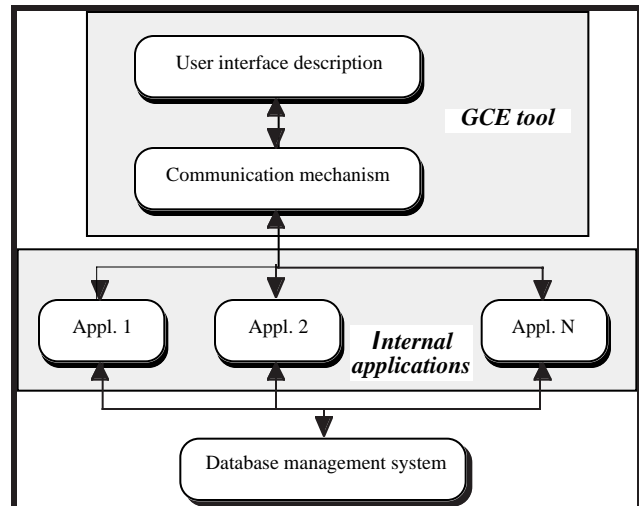 User interface description
GCE tool
Communication mechanism
Appl. 1
Appl. 2
Appl. N
Internal
applications
Database management system